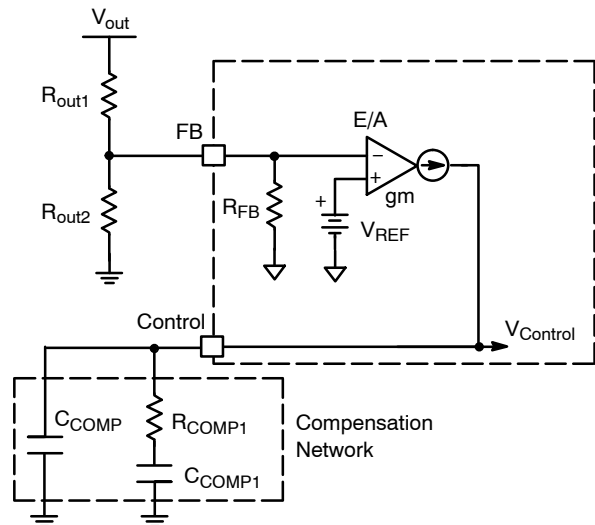 Vout
Rout1
FB
E/A
−
+
gm
Rout2
RFB
+
VREF
Control
VControl
CCOMP
RCOMP1
CCOMP1
Compensation
Network